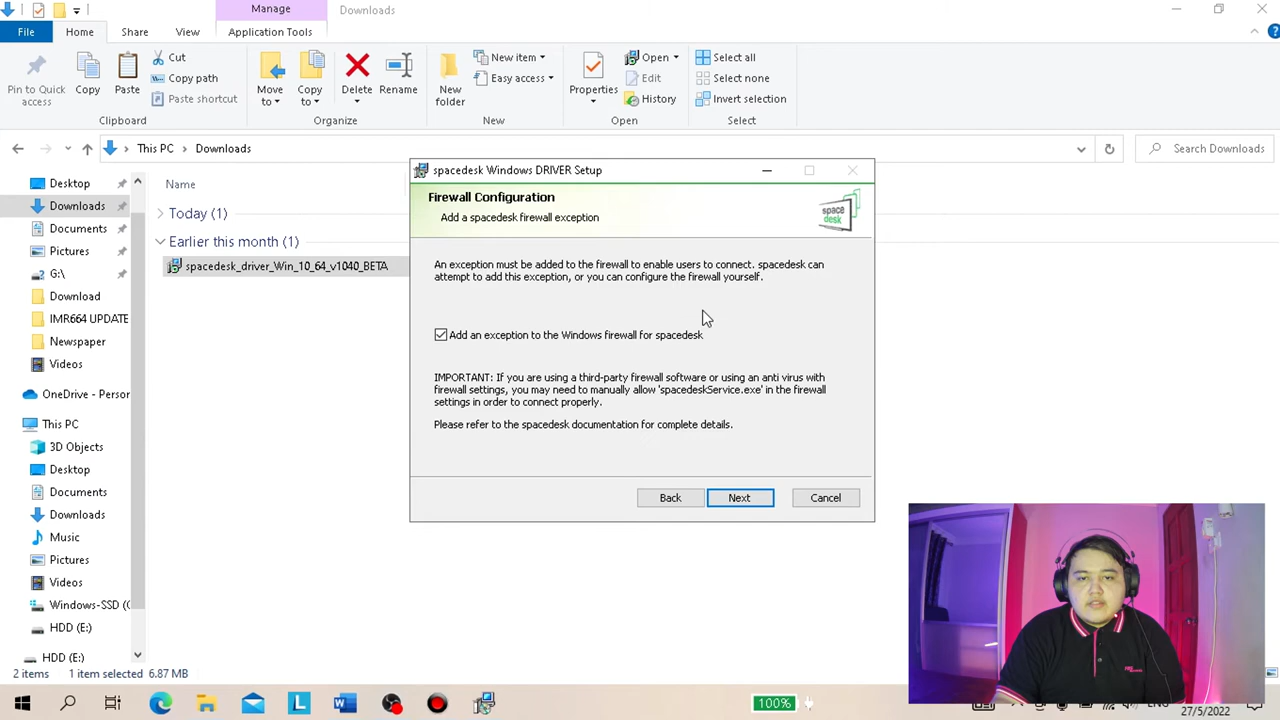 Manage
Downloads
File
Home
Share
View
Application Tools
Pin to Quick access
Copy
Paste
Cut
Copy path
Paste shortcut
Clipboard
Move to
Copy to
Delete
Rename
Organize
New folder
New item
Easy access
New
Properties
Open
Edit
History
Open
Select all
Select none
Invert selection
Select
This PC
Downloads
Search Downloads
Desktop
Downloads
Documents
Pictures
G:\
Download
IMR664 UPDATE
Newspaper
Videos
OneDrive - Person
This PC
3D Objects
Desktop
Documents
Downloads
Music
Pictures
Videos
Windows-SSD (
HDD (E:)
HDD (E:)
Name
Today (1)
Earlier this month (1)
spacedesk_driver_Win_10_64_v1040_BETA
spacedesk Windows DRIVER Setup
Firewall Configuration
Add a spacedesk firewall exception
space
desk
An exception must be added to the firewall to enable users to connect. spacedesk can
attempt to add this exception, or you can configure the firewall yourself.
Add an exception to the Windows firewall for spacedesk
IMPORTANT: If you are using a third-party firewall software or using an anti virus with
firewall settings, you may need to manually allow 'spacedeskService.exe' in the firewall
settings in order to connect properly.
Please refer to the spacedesk documentation for complete details.
Back
Next
Cancel
2 items
1 item selected 6.87 MB
100%
27/5/2022